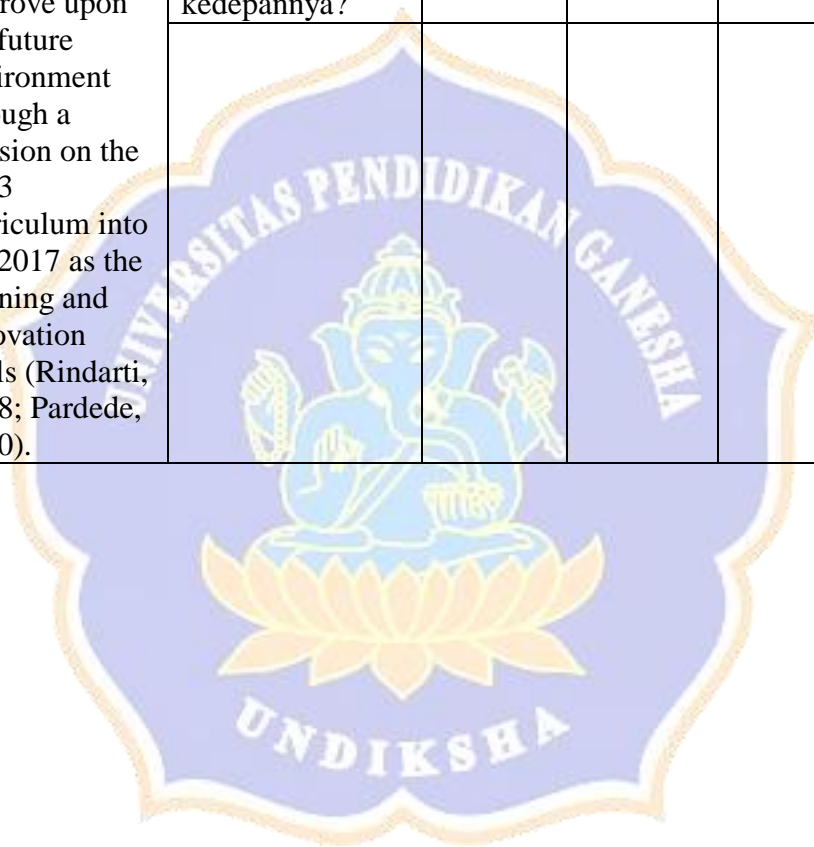 rove upon
future
ironment
ough a
sion on the
3
riculum into
2017 as the
ning and
ovation
ls (Rindarti,
8; Pardede,
0).
kedepannya?
UNIVERSITAS PENDIDIKAN GANESHA
UNDIKSHA